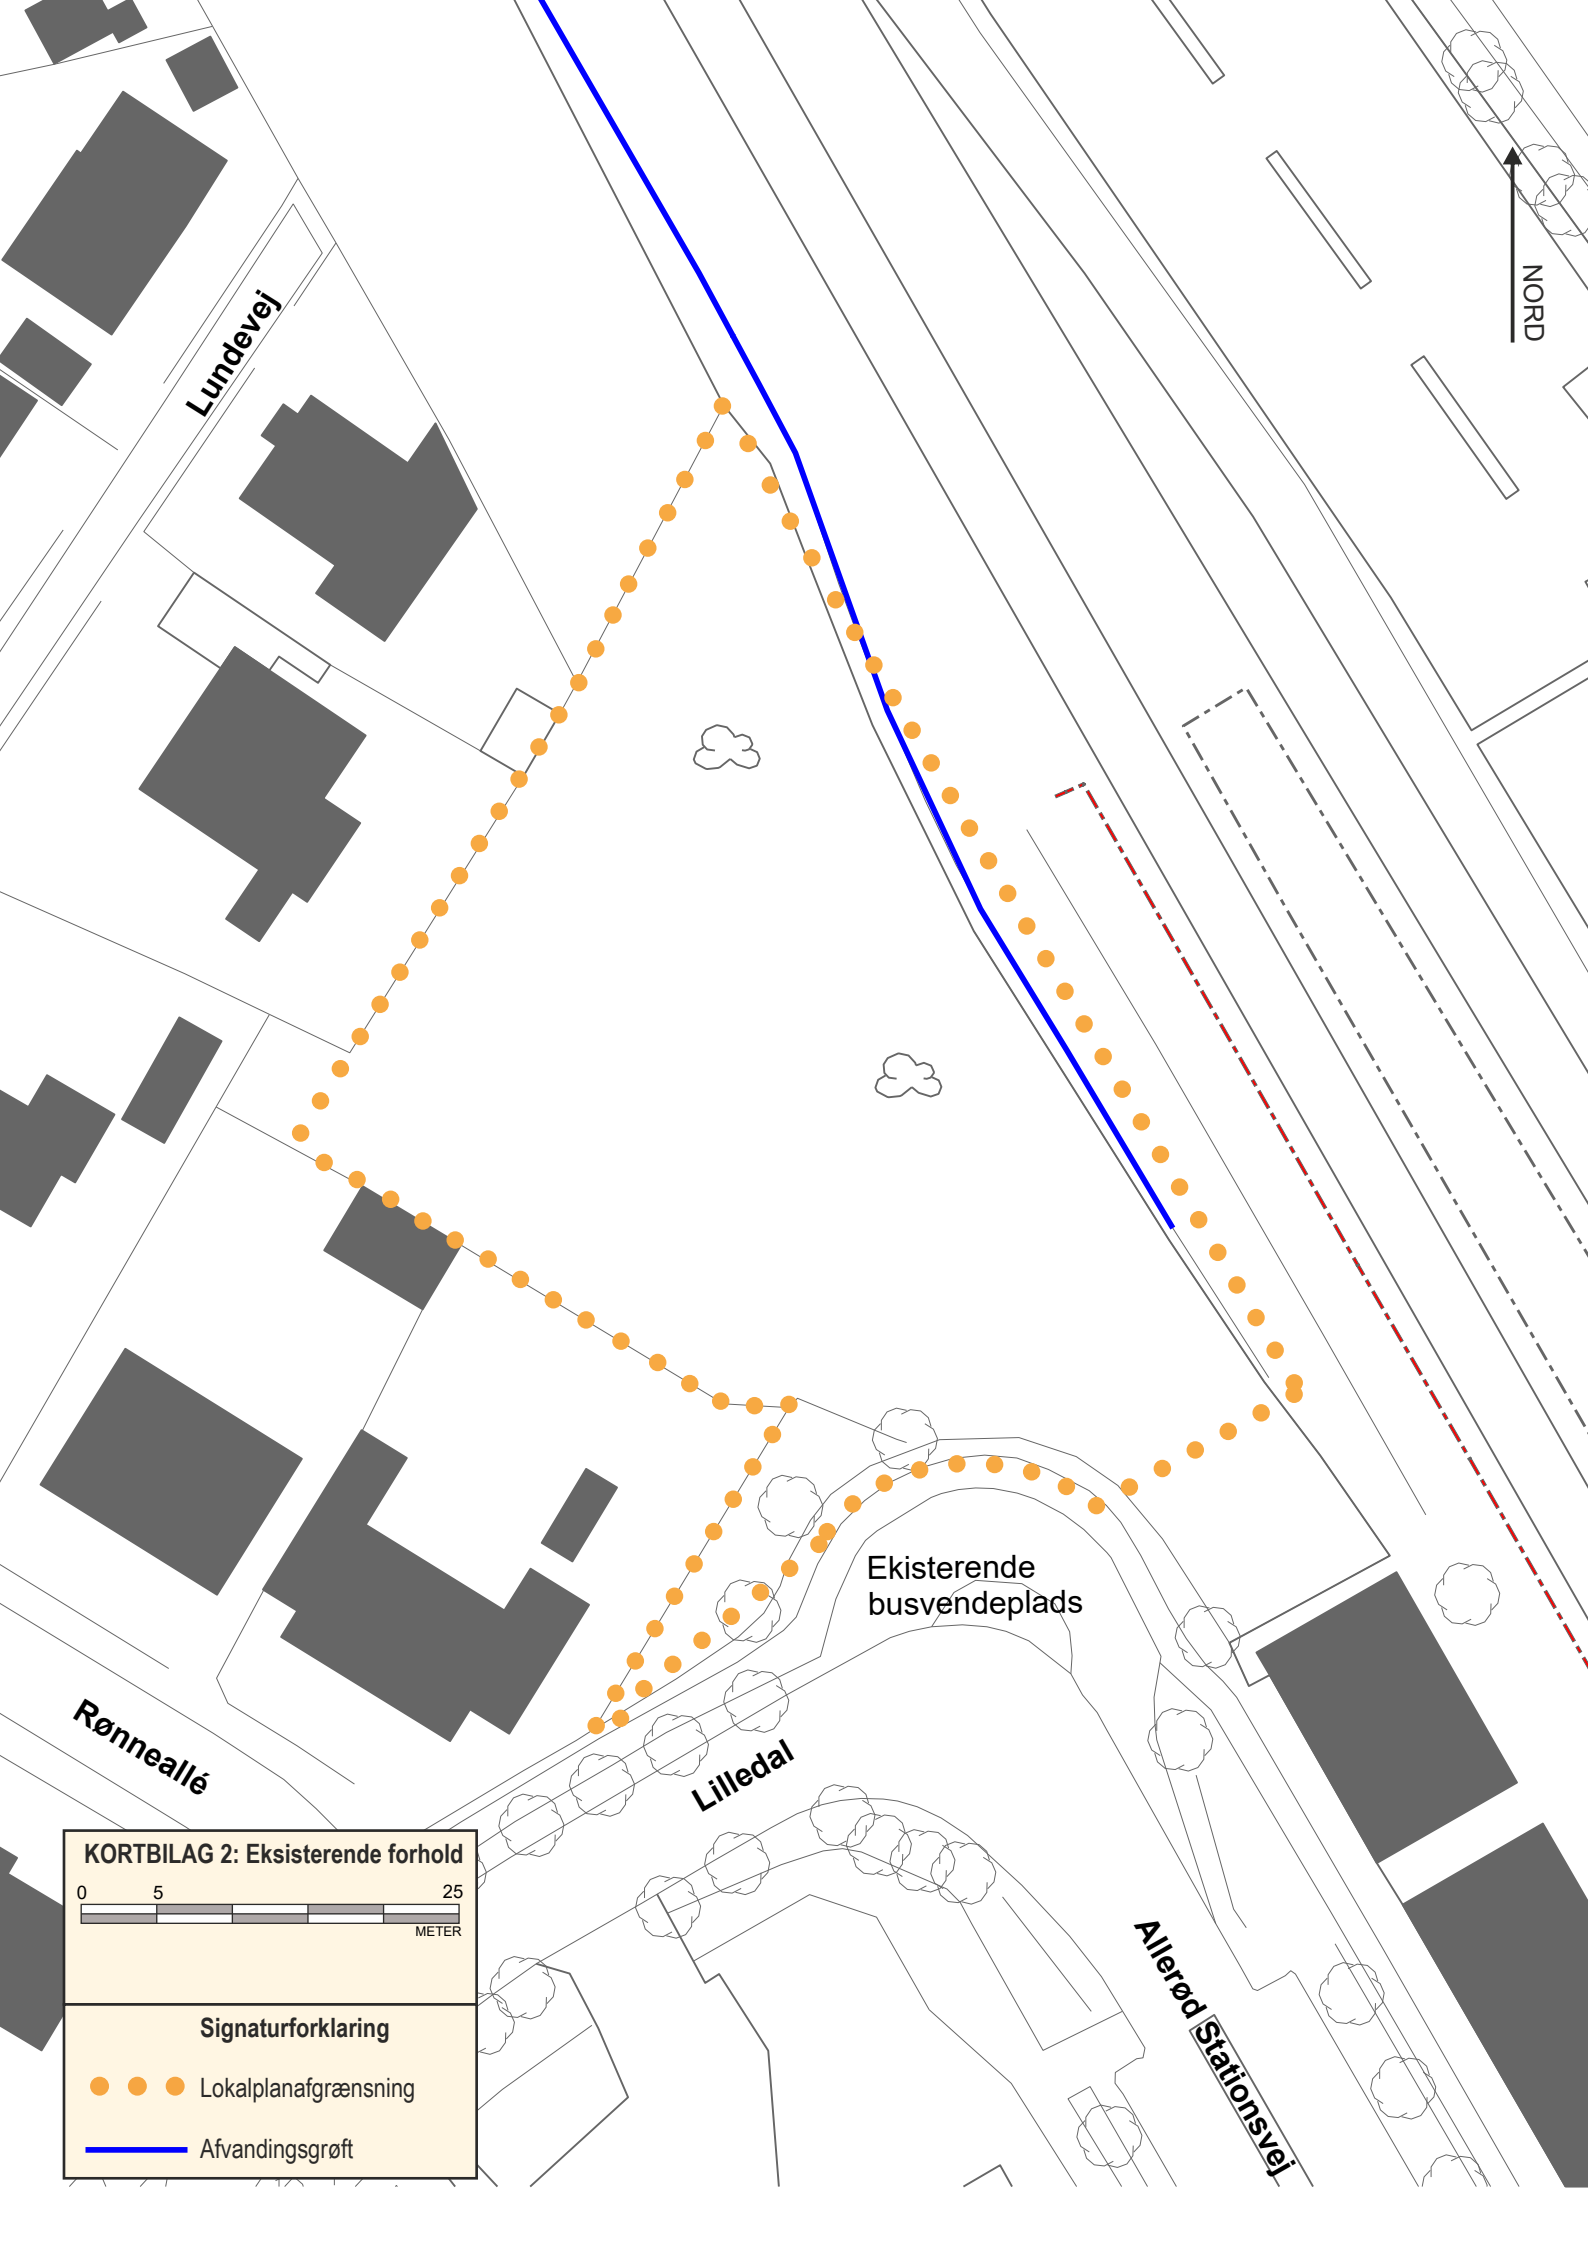 NORD
Lundevej
Ekisterende
busvendeplads
Rønneallé
Lilledal
Allerød Stationsvej
KORTBILAG 2: Eksisterende forhold
0 5 25
METER
Signaturforklaring
Lokalplanafgrænsning
Afvandingsgrøft